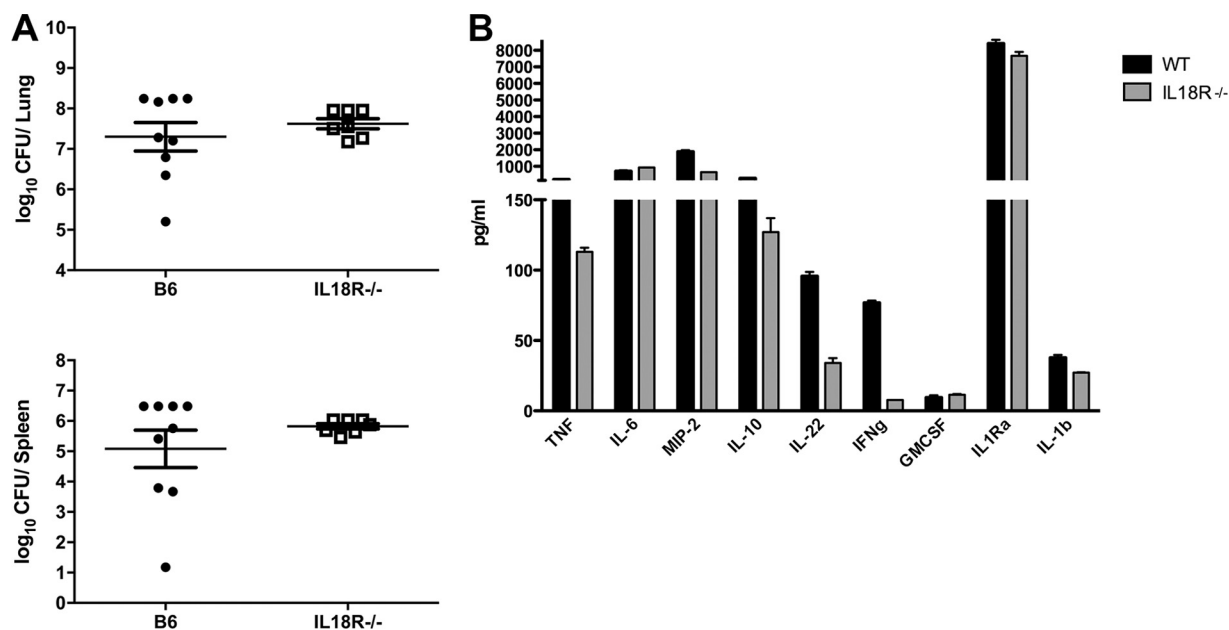 A
10
9
8
7
6
5
4
log10 CFU/ Lung
B6
IL18R-/-
8
7
6
5
4
3
2
1
0
log10 CFU/ Spleen
B6
IL18R-/-
B
8000
7000
6000
5000
4000
3000
2000
1000
150
100
50
0
pg/ml
TNF
IL-6
MIP-2
IL-10
IL-22
IFNg
GMCSF
IL1Ra
IL-1b
WT
IL18R-/-